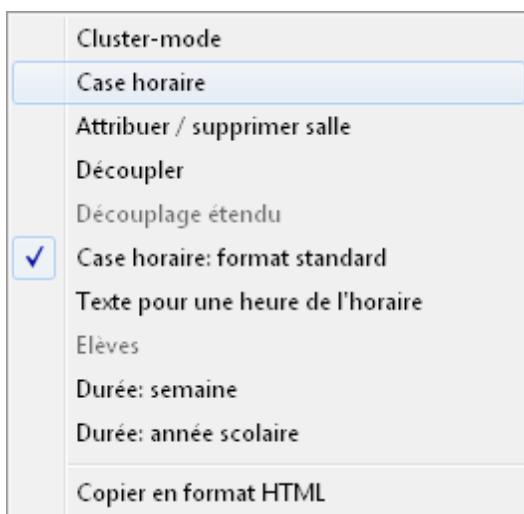 Cluster-mode
Case horaire
Attribuer / supprimer salle
Découpler
Découplage étendu
Case horaire: format standard
Texte pour une heure de l'horaire
Elèves
Durée: semaine
Durée: année scolaire
Copier en format HTML